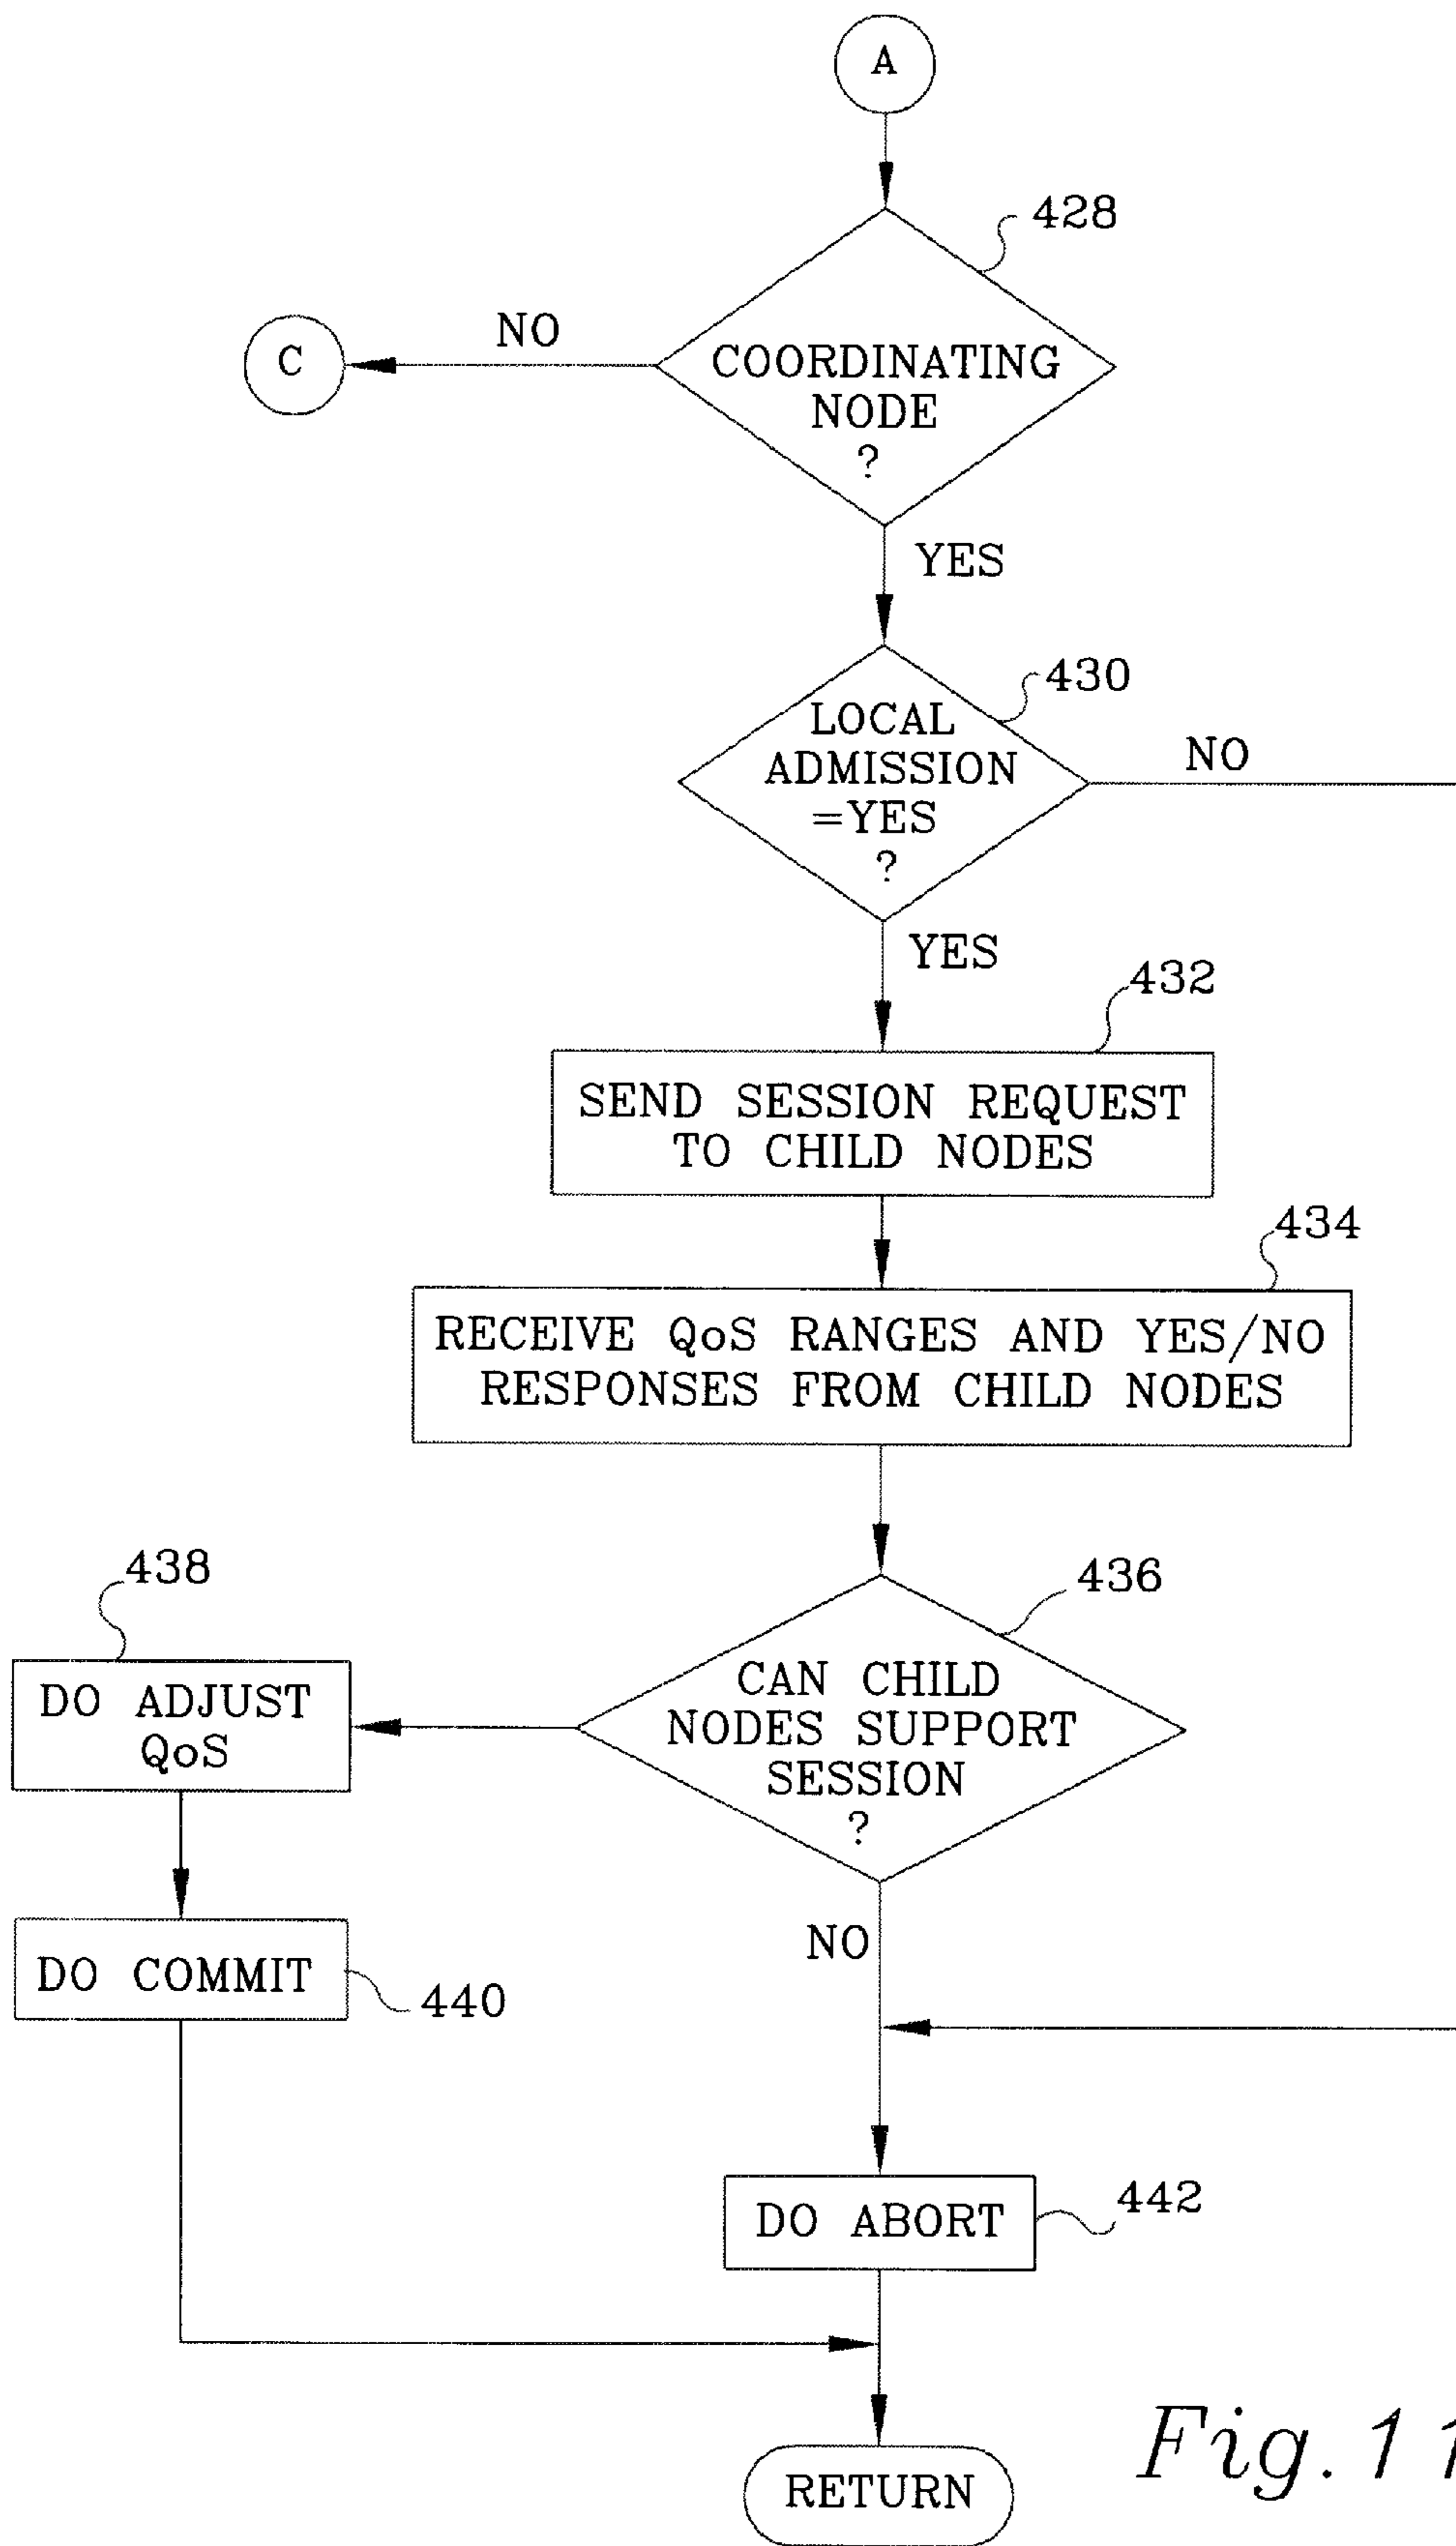 A
428
NO
C
COORDINATING
NODE
?
YES
430
LOCAL
ADMISSION
=YES
?
NO
YES
432
SEND SESSION REQUEST
TO CHILD NODES
434
RECEIVE QoS RANGES AND YES/NO
RESPONSES FROM CHILD NODES
438
436
DO ADJUST
QoS
CAN CHILD
NODES SUPPORT
SESSION
?
NO
DO COMMIT
440
442
DO ABORT
RETURN
Fig. 11